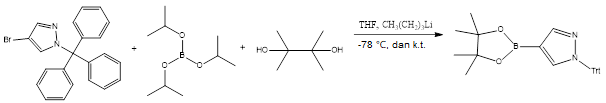 Br
N
N
+
O
B
O
O
+
HO
OH
THF, CH₃(CH₂)₃Li
-78 °C, dan k.t.
O
B
O
N
N
Trt